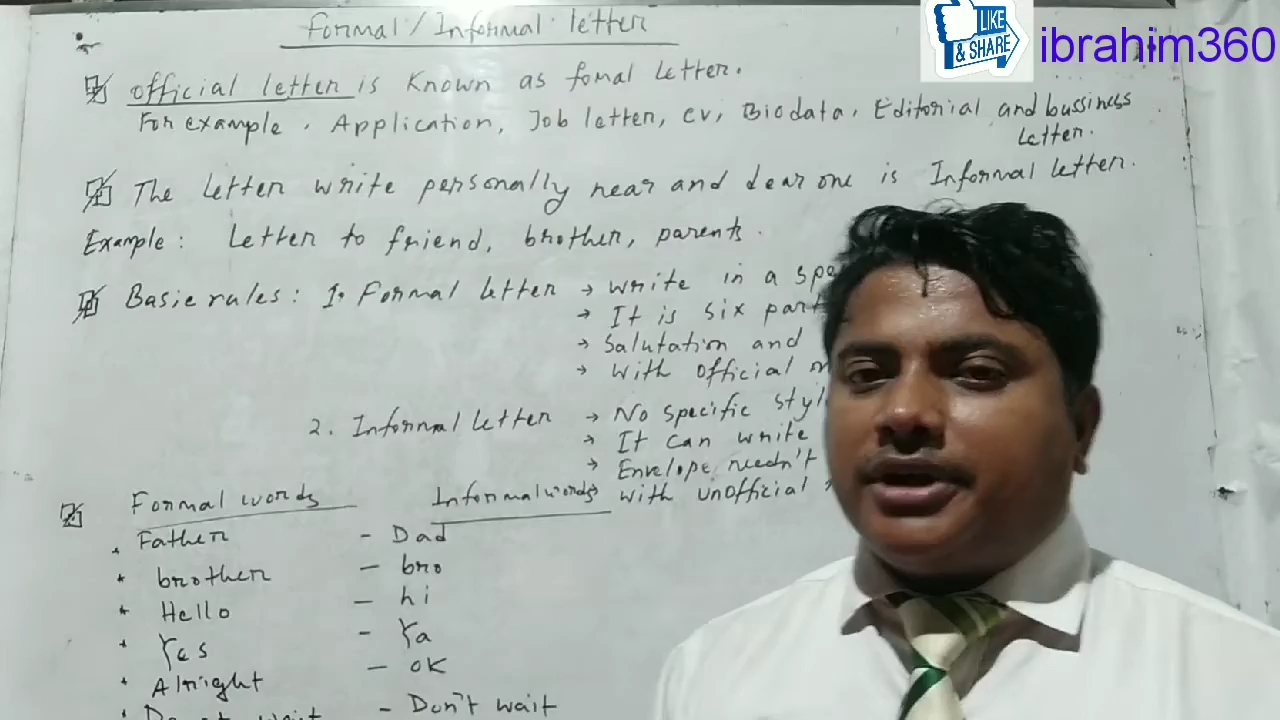 Formal / Informal letter
LIKE
& SHARE
ibrahim360
official letter is known as fomal letter.
For example, Application, Job letter, cv, Biodata, Editorial and bussiness
letter.
The letter write personally near and dear one is Informal letter.
Example: Letter to friend, brother, parents.
Basic rules: 1. Formal letter → write in a spe
→ It is six part
→ Salutation and
→ with official
2. Informal letter → No specific styl
→ It can write
→ Envelope needn't
with unofficial
Formal words Informal words
Father - Dad
brother - bro
Hello - hi
Yes - Ya
Alright - OK
Do not wait - Don't wait